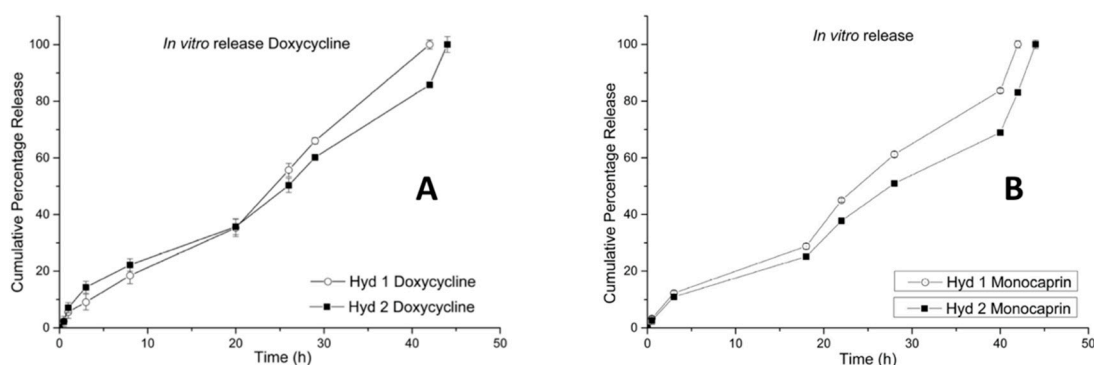 In vitro release Doxycycline
Cumulative Percentage Release
100
80
60
40
20
0
A
Hyd 1 Doxycycline
Hyd 2 Doxycycline
0 10 20 30 40 50
Time (h)
In vitro release
Cumulative Percentage Release
100
80
60
40
20
0
B
Hyd 1 Monocaprin
Hyd 2 Monocaprin
0 10 20 30 40 50
Time (h)